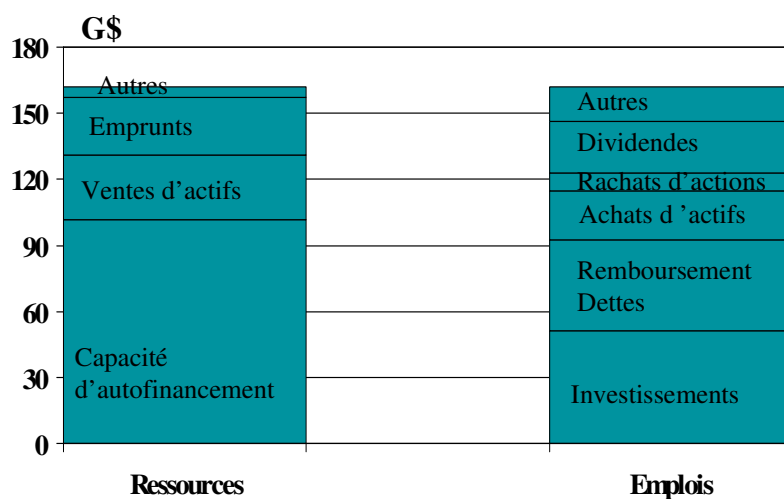 G$
180
150
120
90
60
30
0
Autres
Emprunts
Ventes d’actifs
Capacité
d’autofinancement
Autres
Dividendes
Rachats d’actions
Achats d ’actifs
Remboursement
Dettes
Investissements
Ressources
Emplois